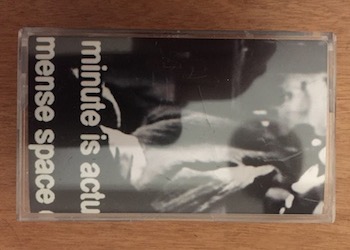 minute is actu
mense space